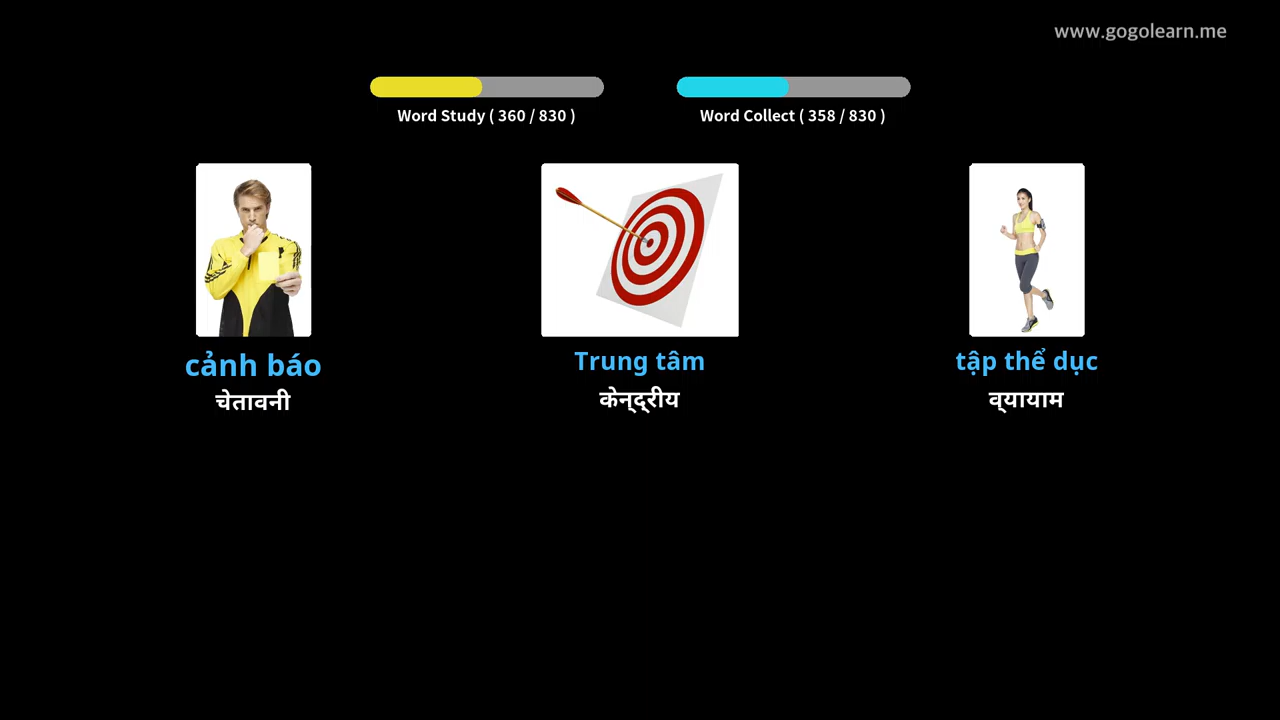 www.gogolearn.me
Word Study ( 360 / 830 )
Word Collect ( 358 / 830 )
cảnh báo
चेतावनी
Trung tâm
केन्द्रीय
tập thể dục
व्यायाम